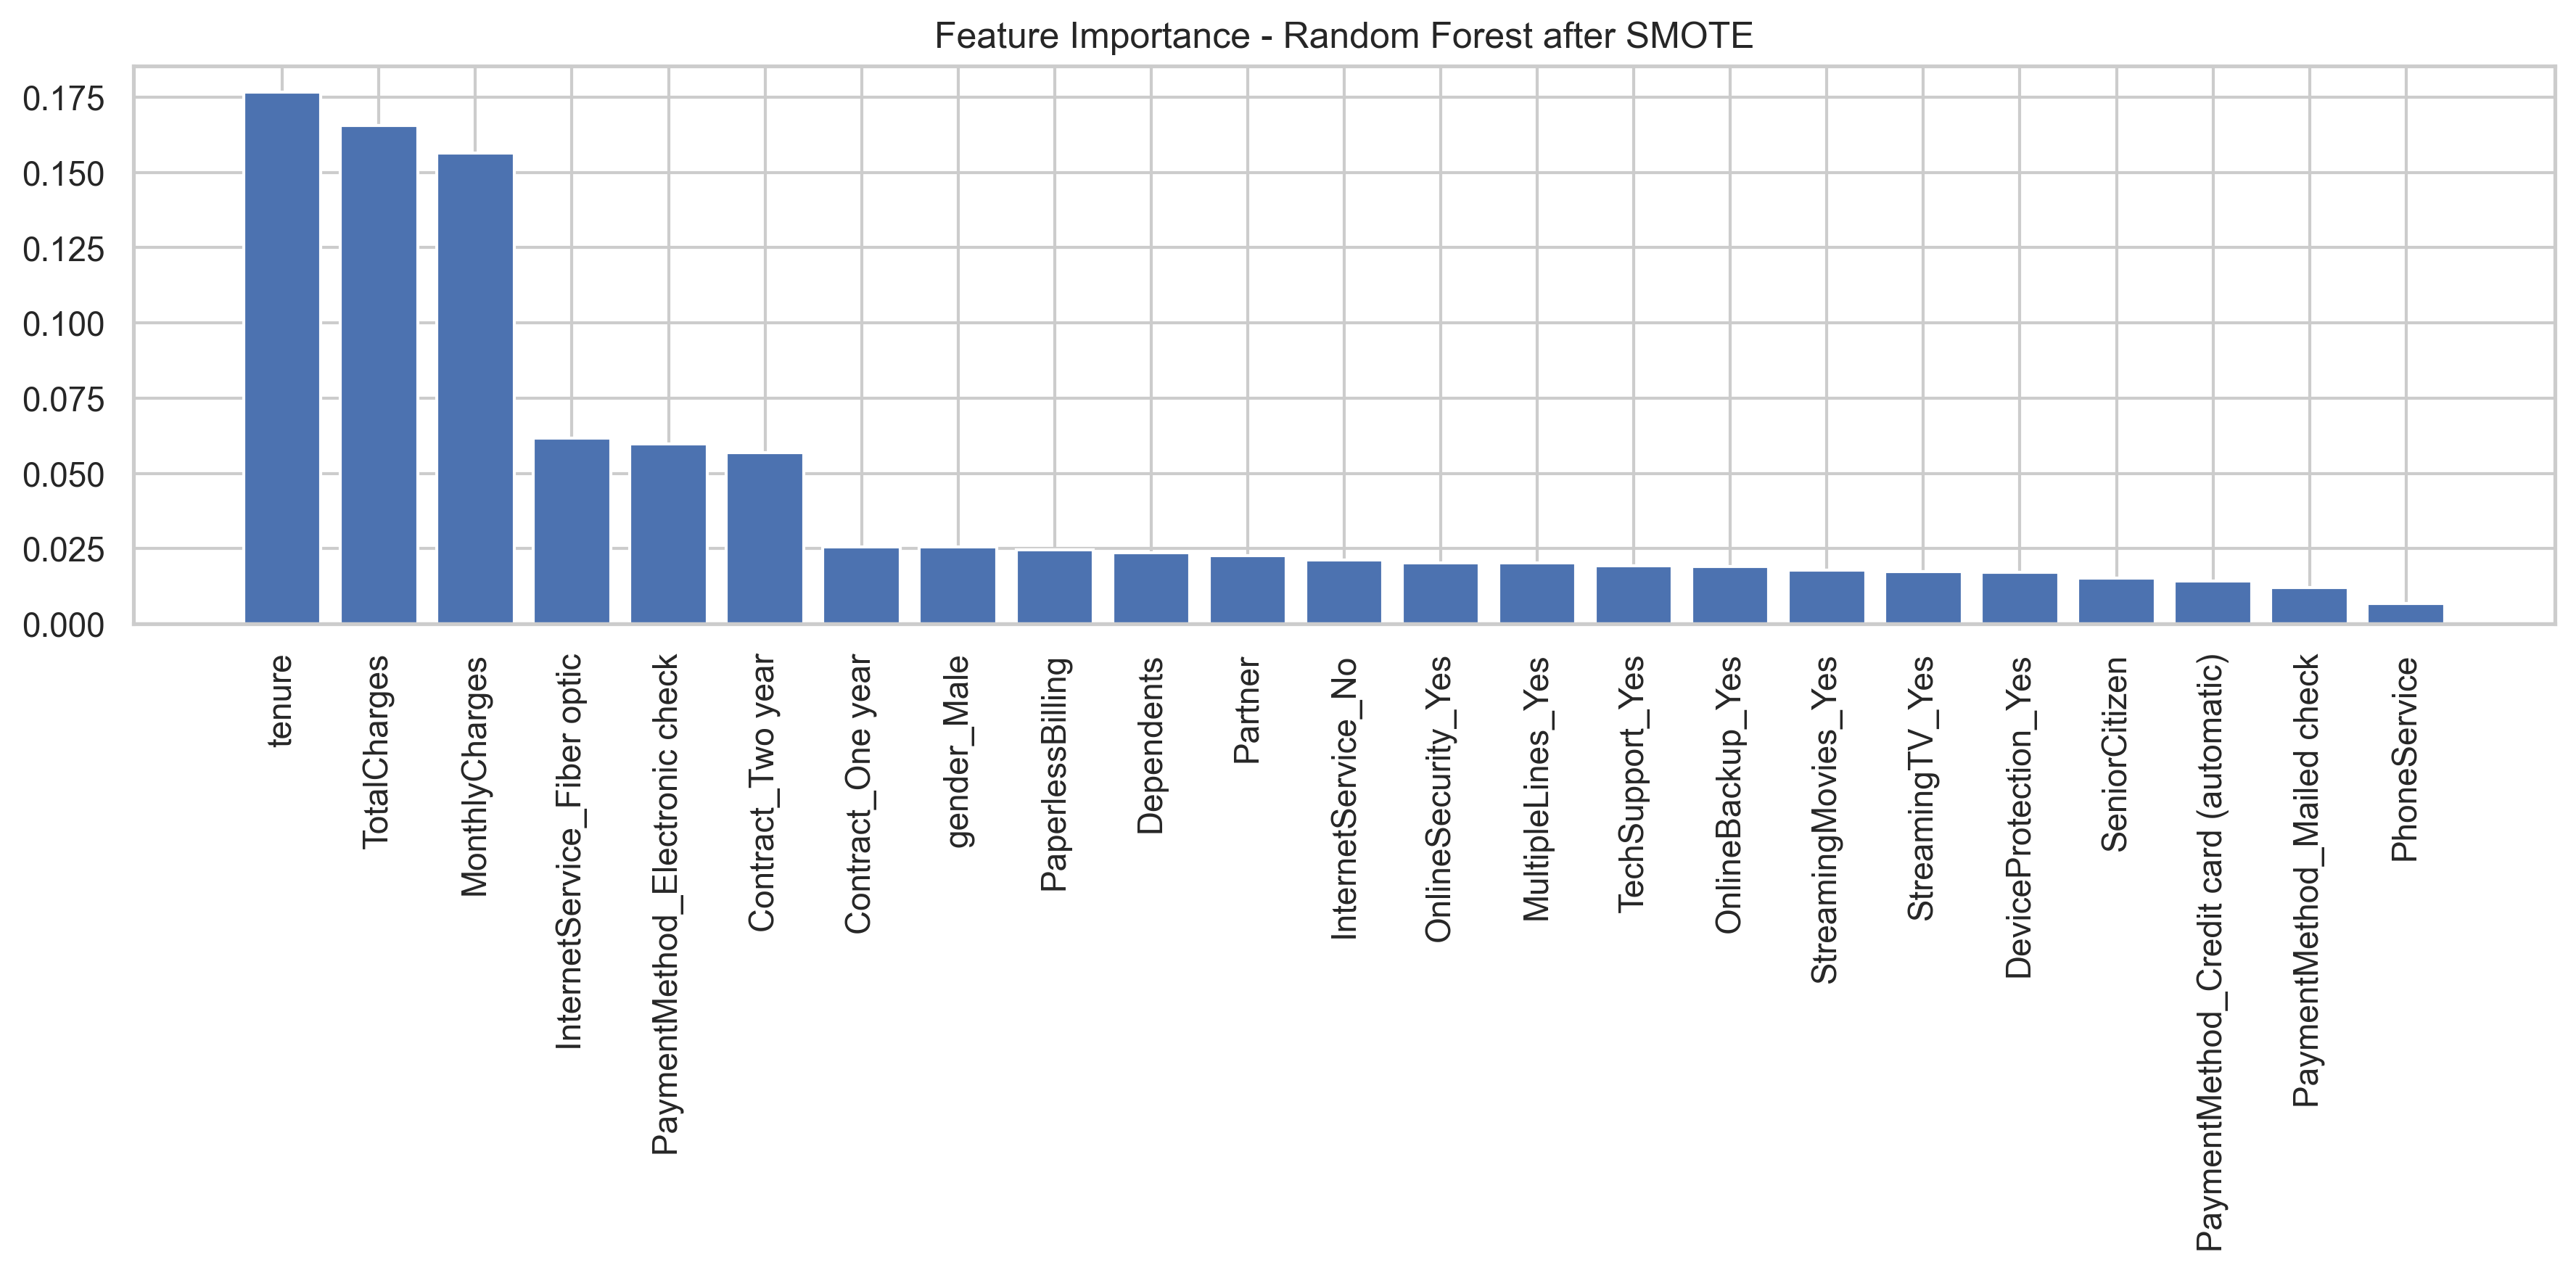 Feature Importance - Random Forest after SMOTE
0.175
0.150
0.125
0.100
0.075
0.050
0.025
0.000
tenure
TotalCharges
MonthlyCharges
InternetService_Fiber optic
PaymentMethod_Electronic check
Contract_Two year
Contract_One year
gender_Male
PaperlessBilling
Dependents
Partner
InternetService_No
OnlineSecurity_Yes
MultipleLines_Yes
TechSupport_Yes
OnlineBackup_Yes
StreamingMovies_Yes
StreamingTV_Yes
DeviceProtection_Yes
SeniorCitizen
PaymentMethod_Credit card (automatic)
PaymentMethod_Mailed check
PhoneService